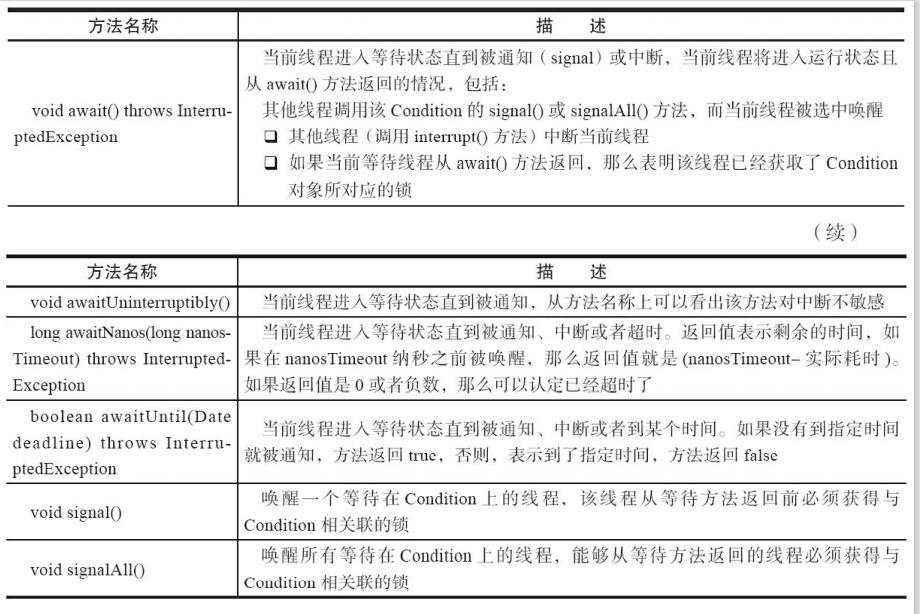 方法名称 描 述
void await() throws Interru-
ptedException
当前线程进入等待状态直到被通知（signal）或中断，当前线程将进入运行状态且
从 await() 方法返回的情况，包括：
其他线程调用该 Condition 的 signal() 或 signalAll() 方法，而当前线程被选中唤醒
❑ 其他线程（调用 interrupt() 方法）中断当前线程
❑ 如果当前等待线程从 await() 方法返回，那么表明该线程已经获取了 Condition
对象所对应的锁
（续）
方法名称 描 述
void awaitUninterruptibly()
当前线程进入等待状态直到被通知，从方法名称上可以看出该方法对中断不敏感
long awaitNanos(long nanos-
Timeout) throws Interrupted-
Exception
当前线程进入等待状态直到被通知、中断或者超时。返回值表示剩余的时间，如
果在 nanosTimeout 纳秒之前被唤醒，那么返回值就是 (nanosTimeout– 实际耗时 )。
如果返回值是 0 或者负数，那么可以认定已经超时了
boolean awaitUntil(Date
deadline) throws Interru-
ptedException
当前线程进入等待状态直到被通知、中断或者到某个时间。如果没有到指定时间
就被通知，方法返回 true，否则，表示到了指定时间，方法返回 false
void signal()
唤醒一个等待在 Condition 上的线程，该线程从等待方法返回前必须获得与
Condition 相关联的锁
void signalAll()
唤醒所有等待在 Condition 上的线程，能够从等待方法返回的线程必须获得与
Condition 相关联的锁